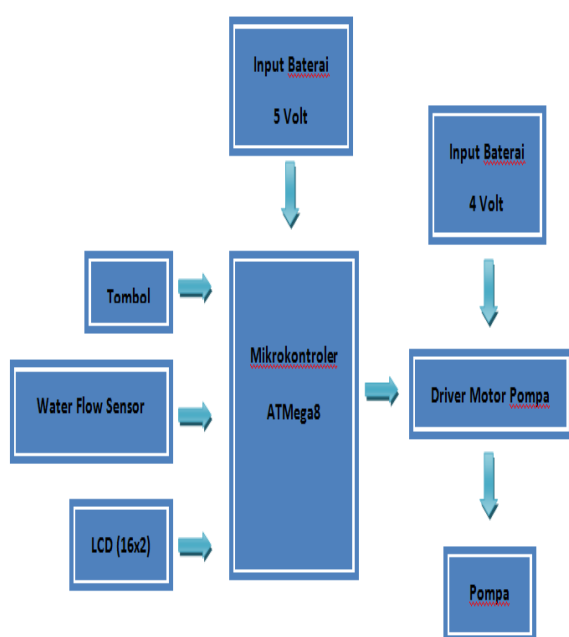 Input Baterai
5 Volt
Input Baterai
4 Volt
Tombol
Mikrokontroler
ATMega8
Water Flow Sensor
Driver Motor Pompa
LCD (16x2)
Pompa